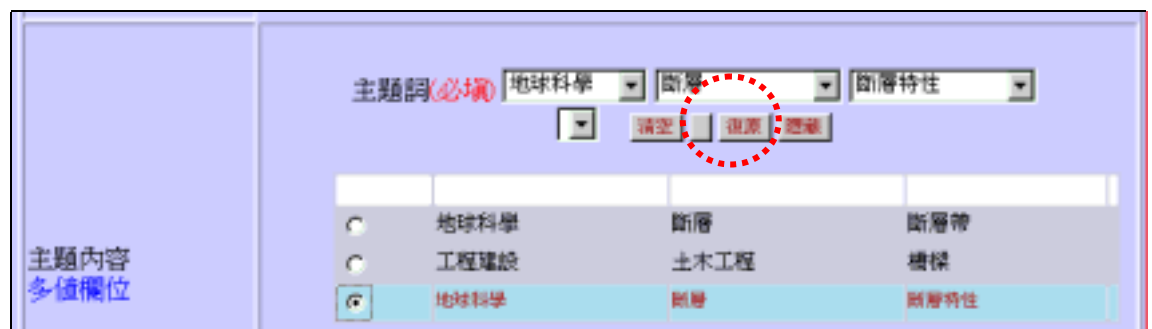 主題詞(必填) 地球科學 斷層 斷層特性
清空 復原 隱藏
地球科學 斷層 斷層帶
主題內容 工程建設 土木工程 橋樑
多值欄位 地球科學 斷層 斷層特性